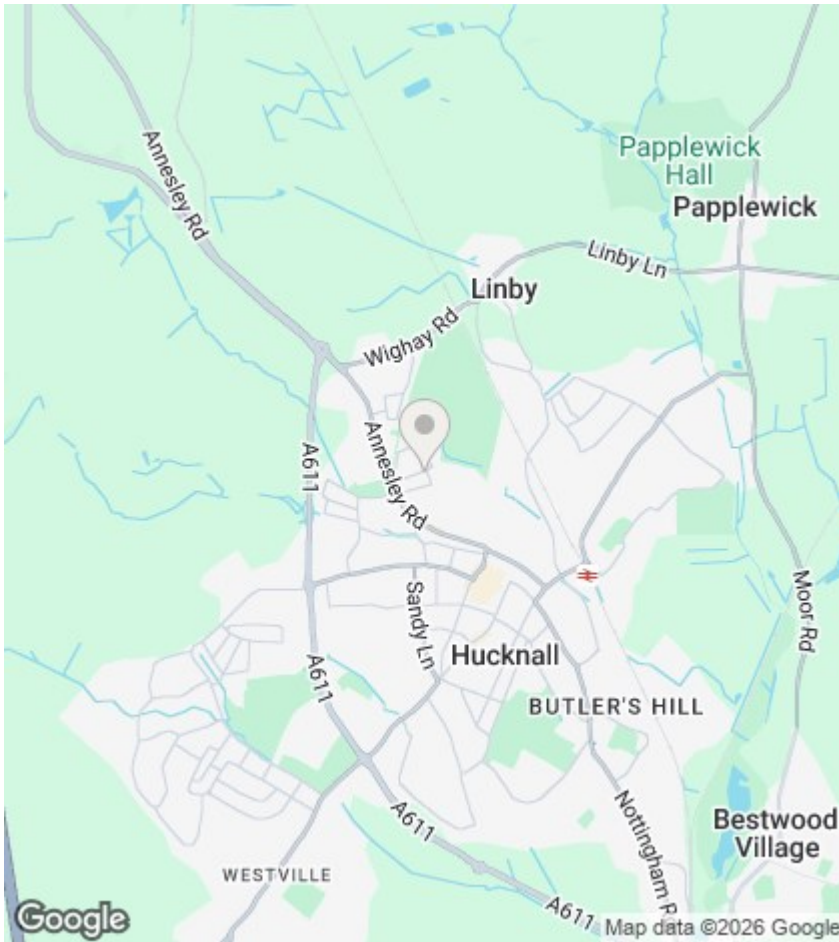 Annesley Rd
Papplewick
Hall
Papplewick
Linby Ln
Linby
Wighay Rd
A611
Annesley Rd
Sandy Ln
Moor Rd
Hucknall
A611
BUTLER'S HILL
A611
Nottingham R
Bestwood
Village
WESTVILLE
A611
Google
Map data ©2026 Google